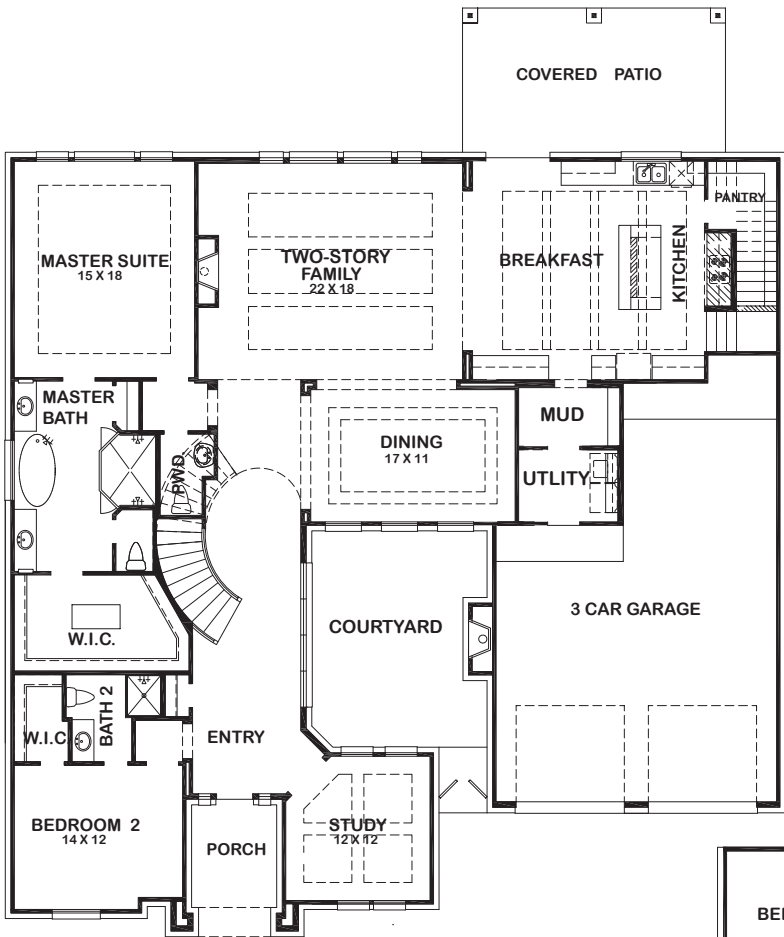 COVERED PATIO
PANTRY
MASTER SUITE
15 X 18
TWO-STORY
FAMILY
22 X 18
BREAKFAST
KITCHEN
MASTER
BATH
PWD.
DINING
17 X 11
MUD
UTLITY
COURTYARD
3 CAR GARAGE
W.I.C.
W.I.C.
BATH 2
ENTRY
BEDROOM 2
14 X 12
PORCH
STUDY
12 X 12